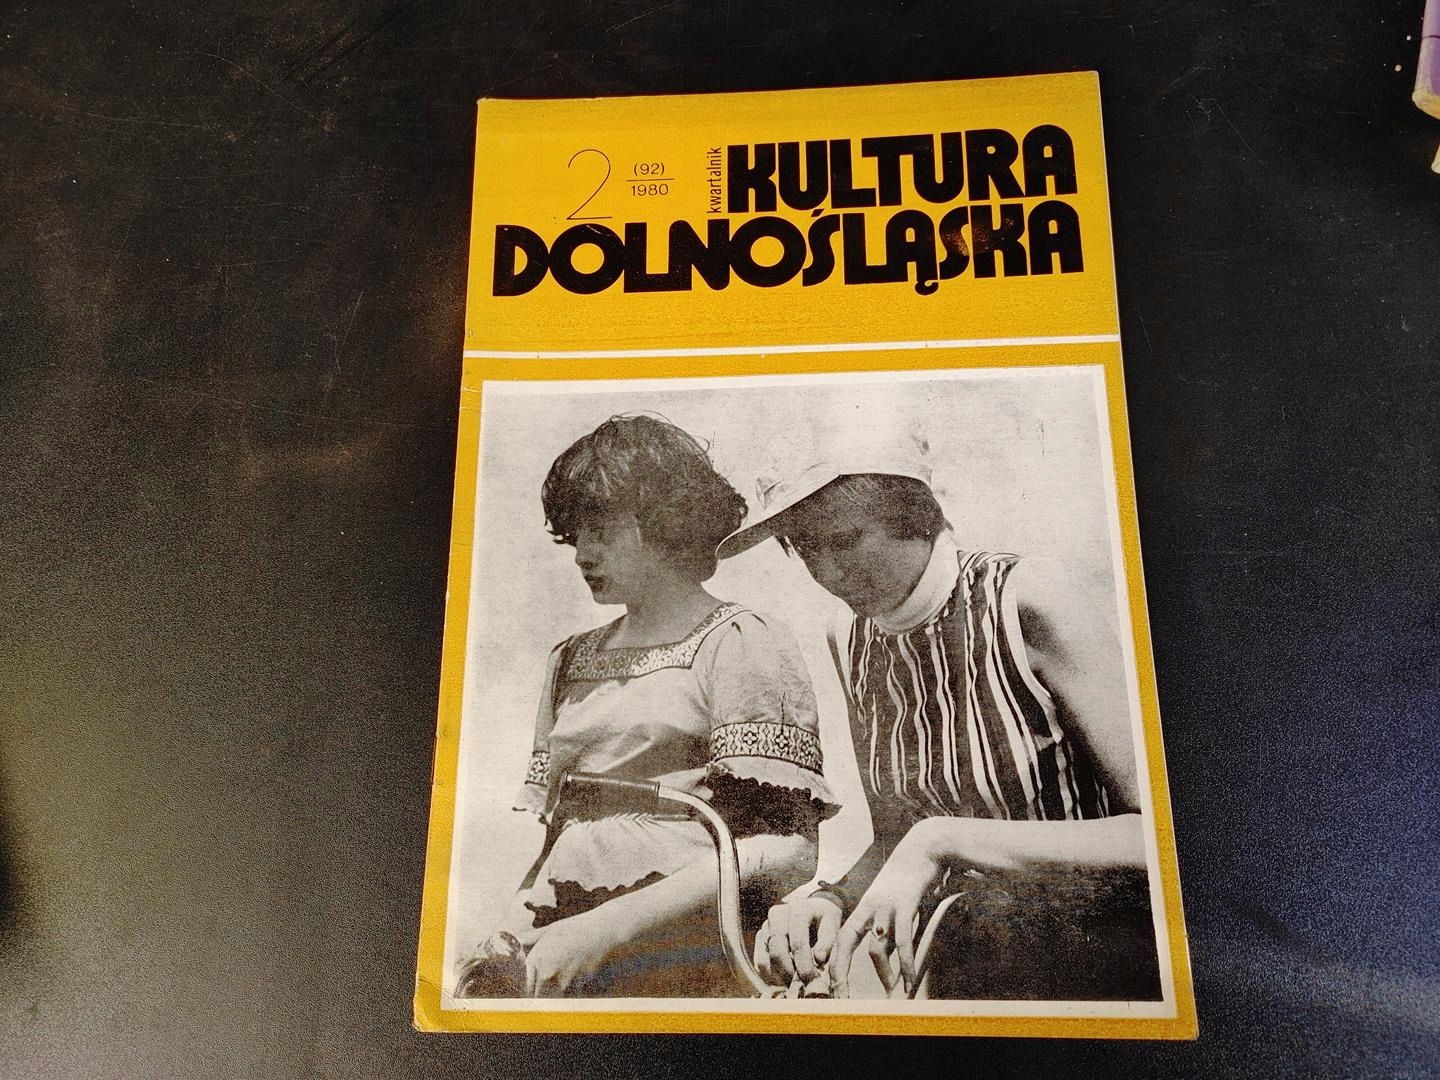 2 (92)
1980
kwartalnik
KULTURA
DOLNOŚLĄSKA